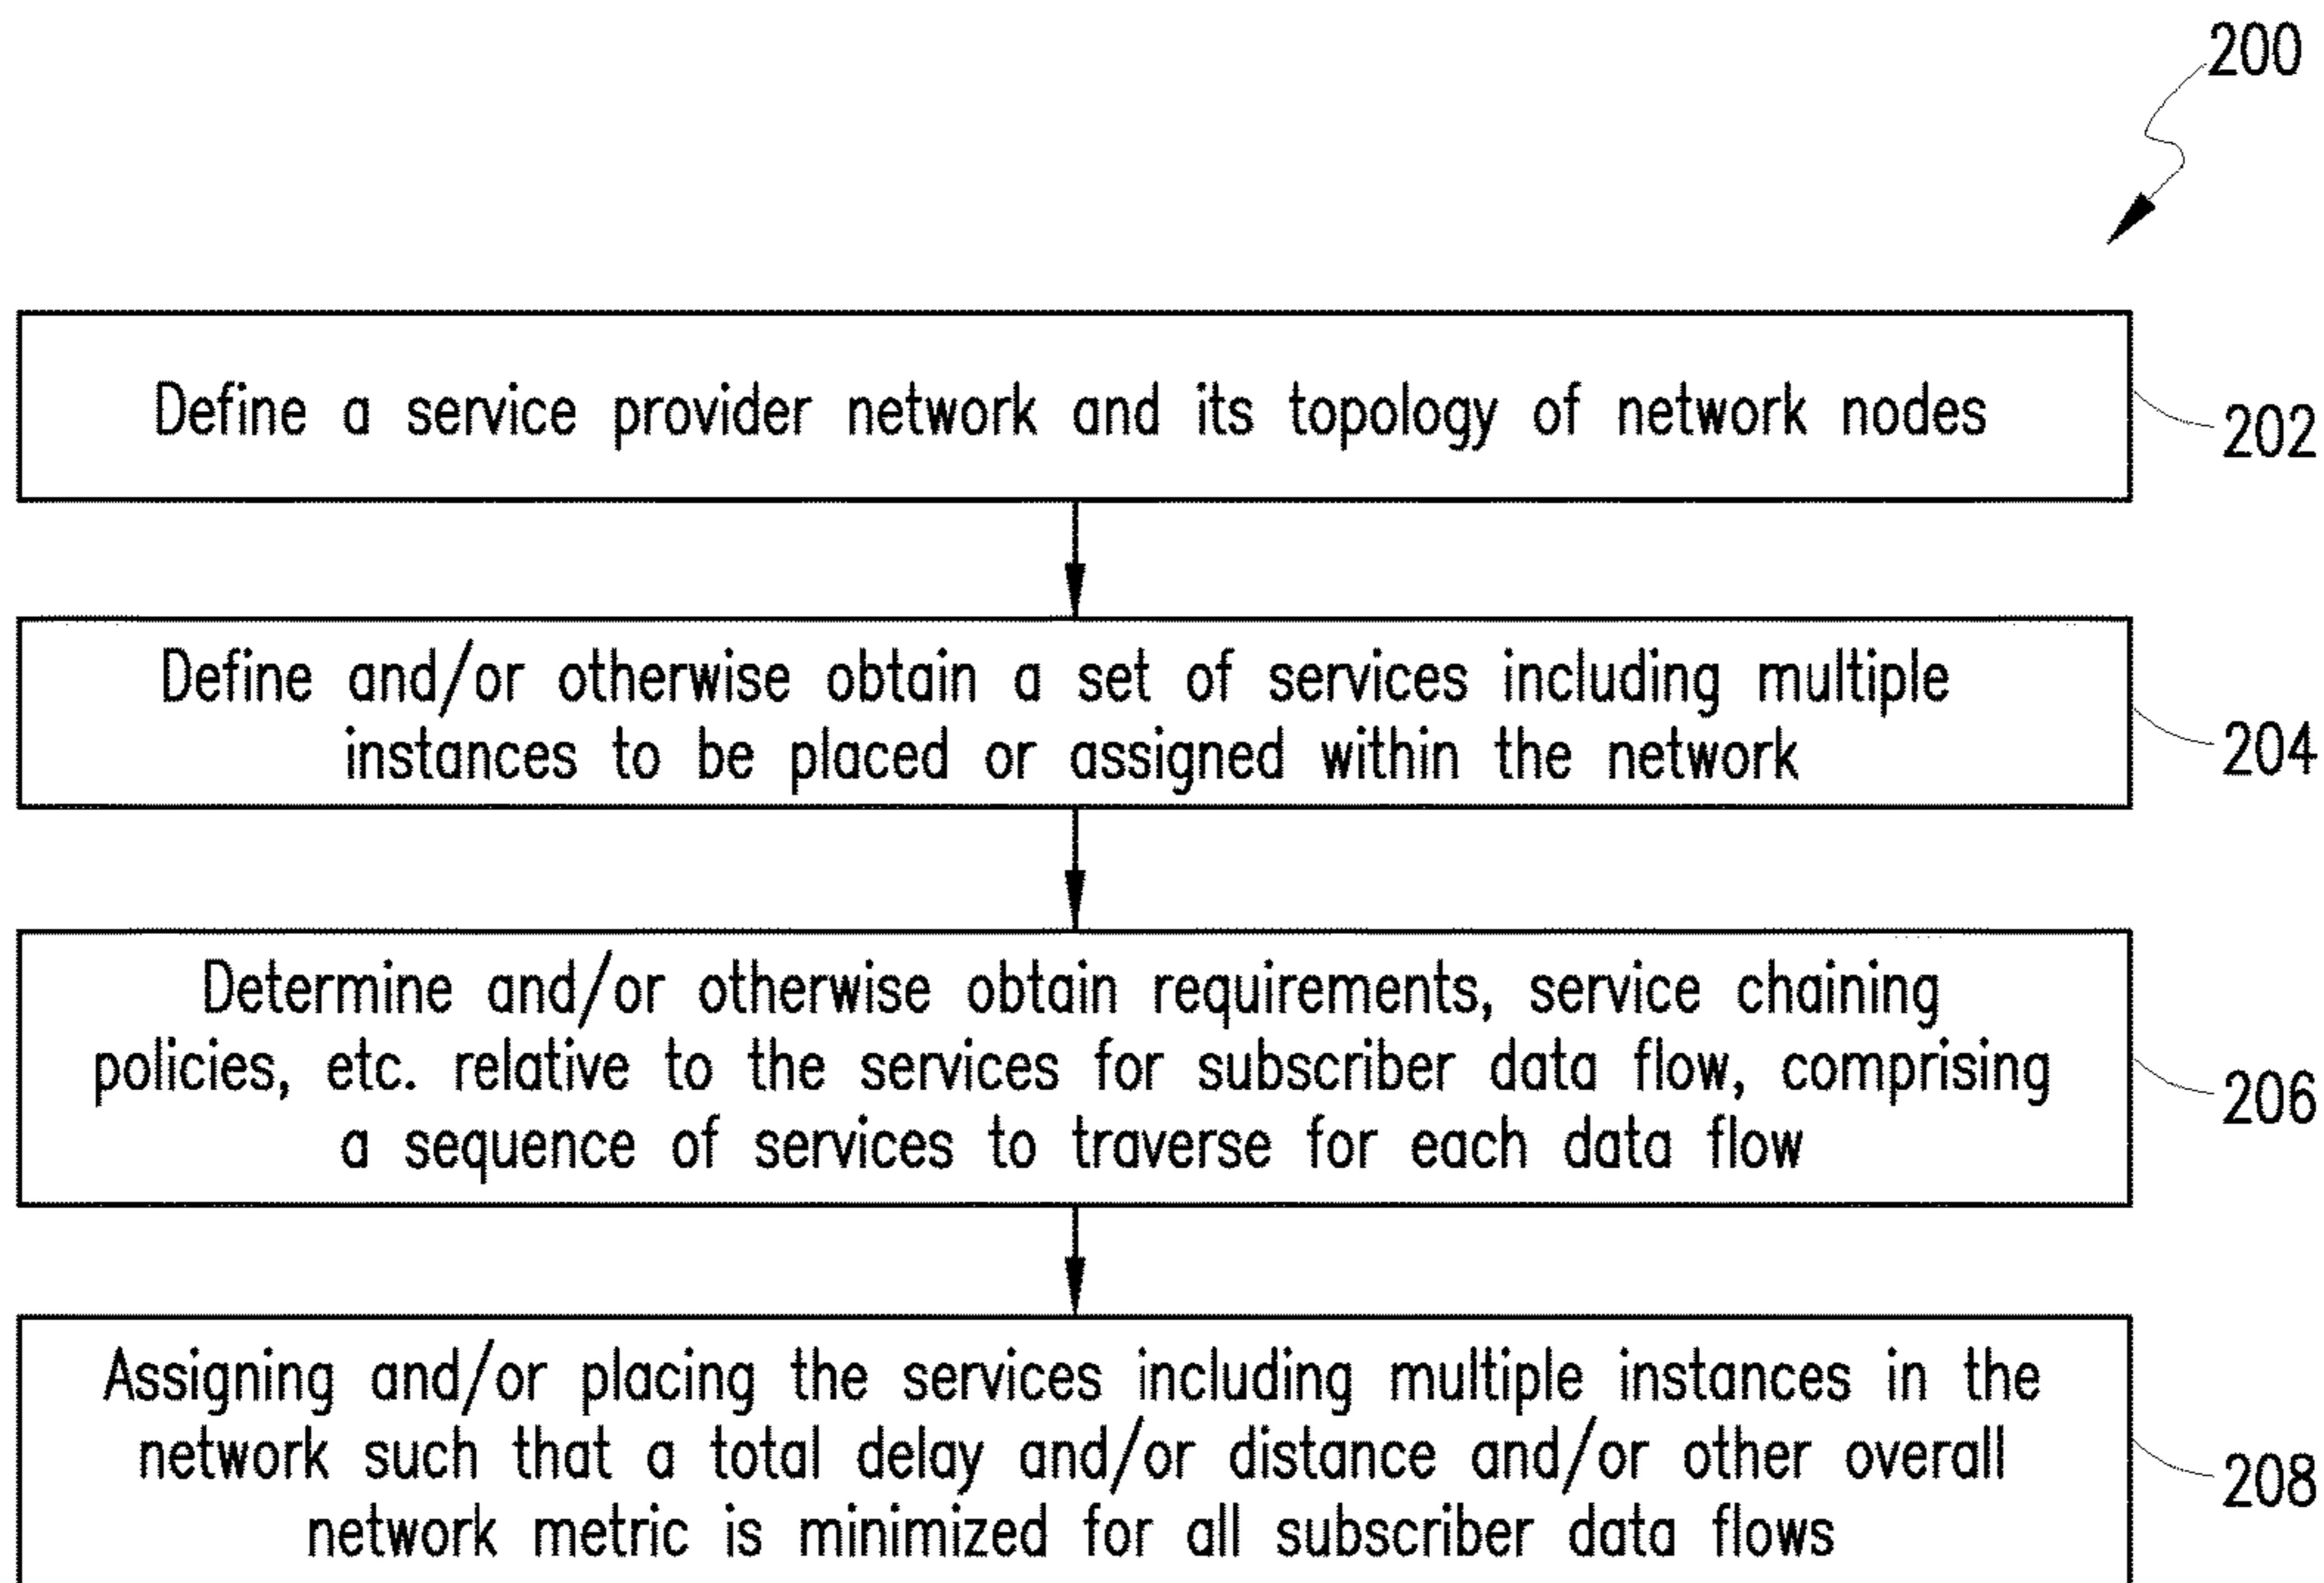 200
Define a service provider network and its topology of network nodes
202
Define and/or otherwise obtain a set of services including multiple
instances to be placed or assigned within the network
204
Determine and/or otherwise obtain requirements, service chaining
policies, etc. relative to the services for subscriber data flow, comprising
a sequence of services to traverse for each data flow
206
Assigning and/or placing the services including multiple instances in the
network such that a total delay and/or distance and/or other overall
network metric is minimized for all subscriber data flows
208